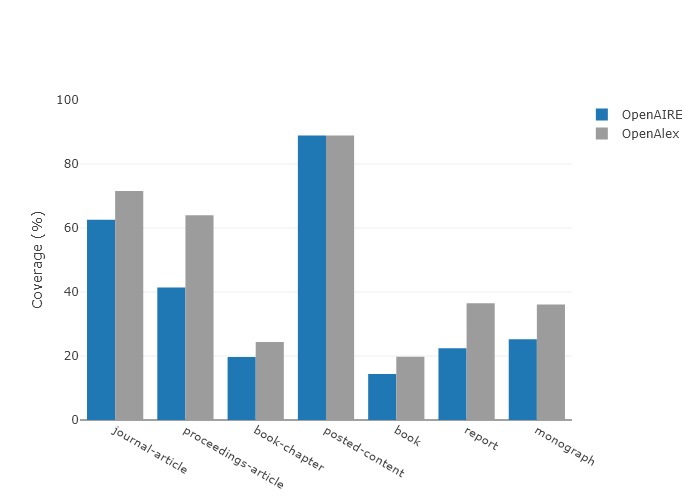 100
80
60
40
20
0
Coverage (%)
journal-article
proceedings-article
book-chapter
posted-content
book
report
monograph
OpenAIRE
OpenAlex